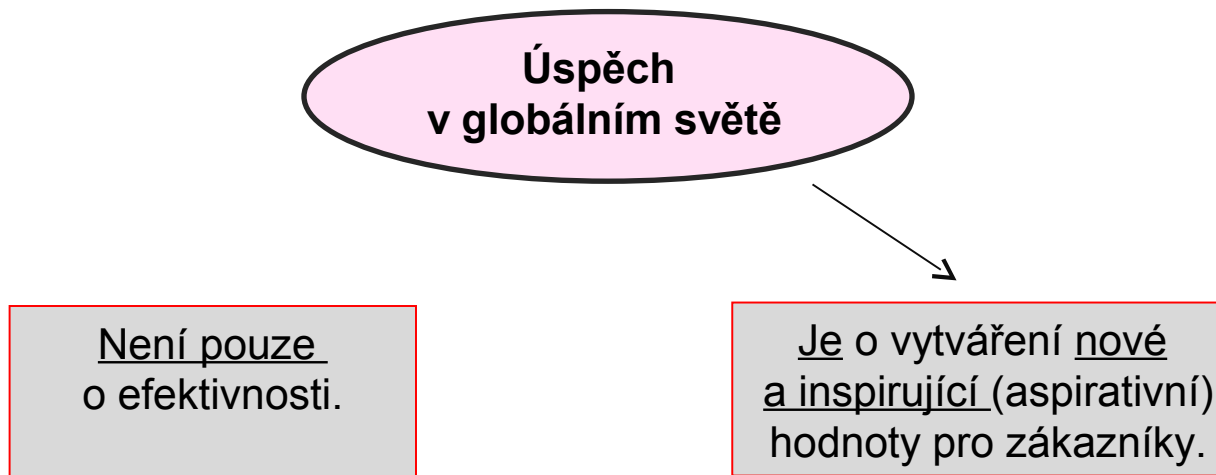 Úspěch
v globálním světě
Není pouze
o efektivnosti.
Je o vytváření nové
a inspirující (aspirativní)
hodnoty pro zákazníky.